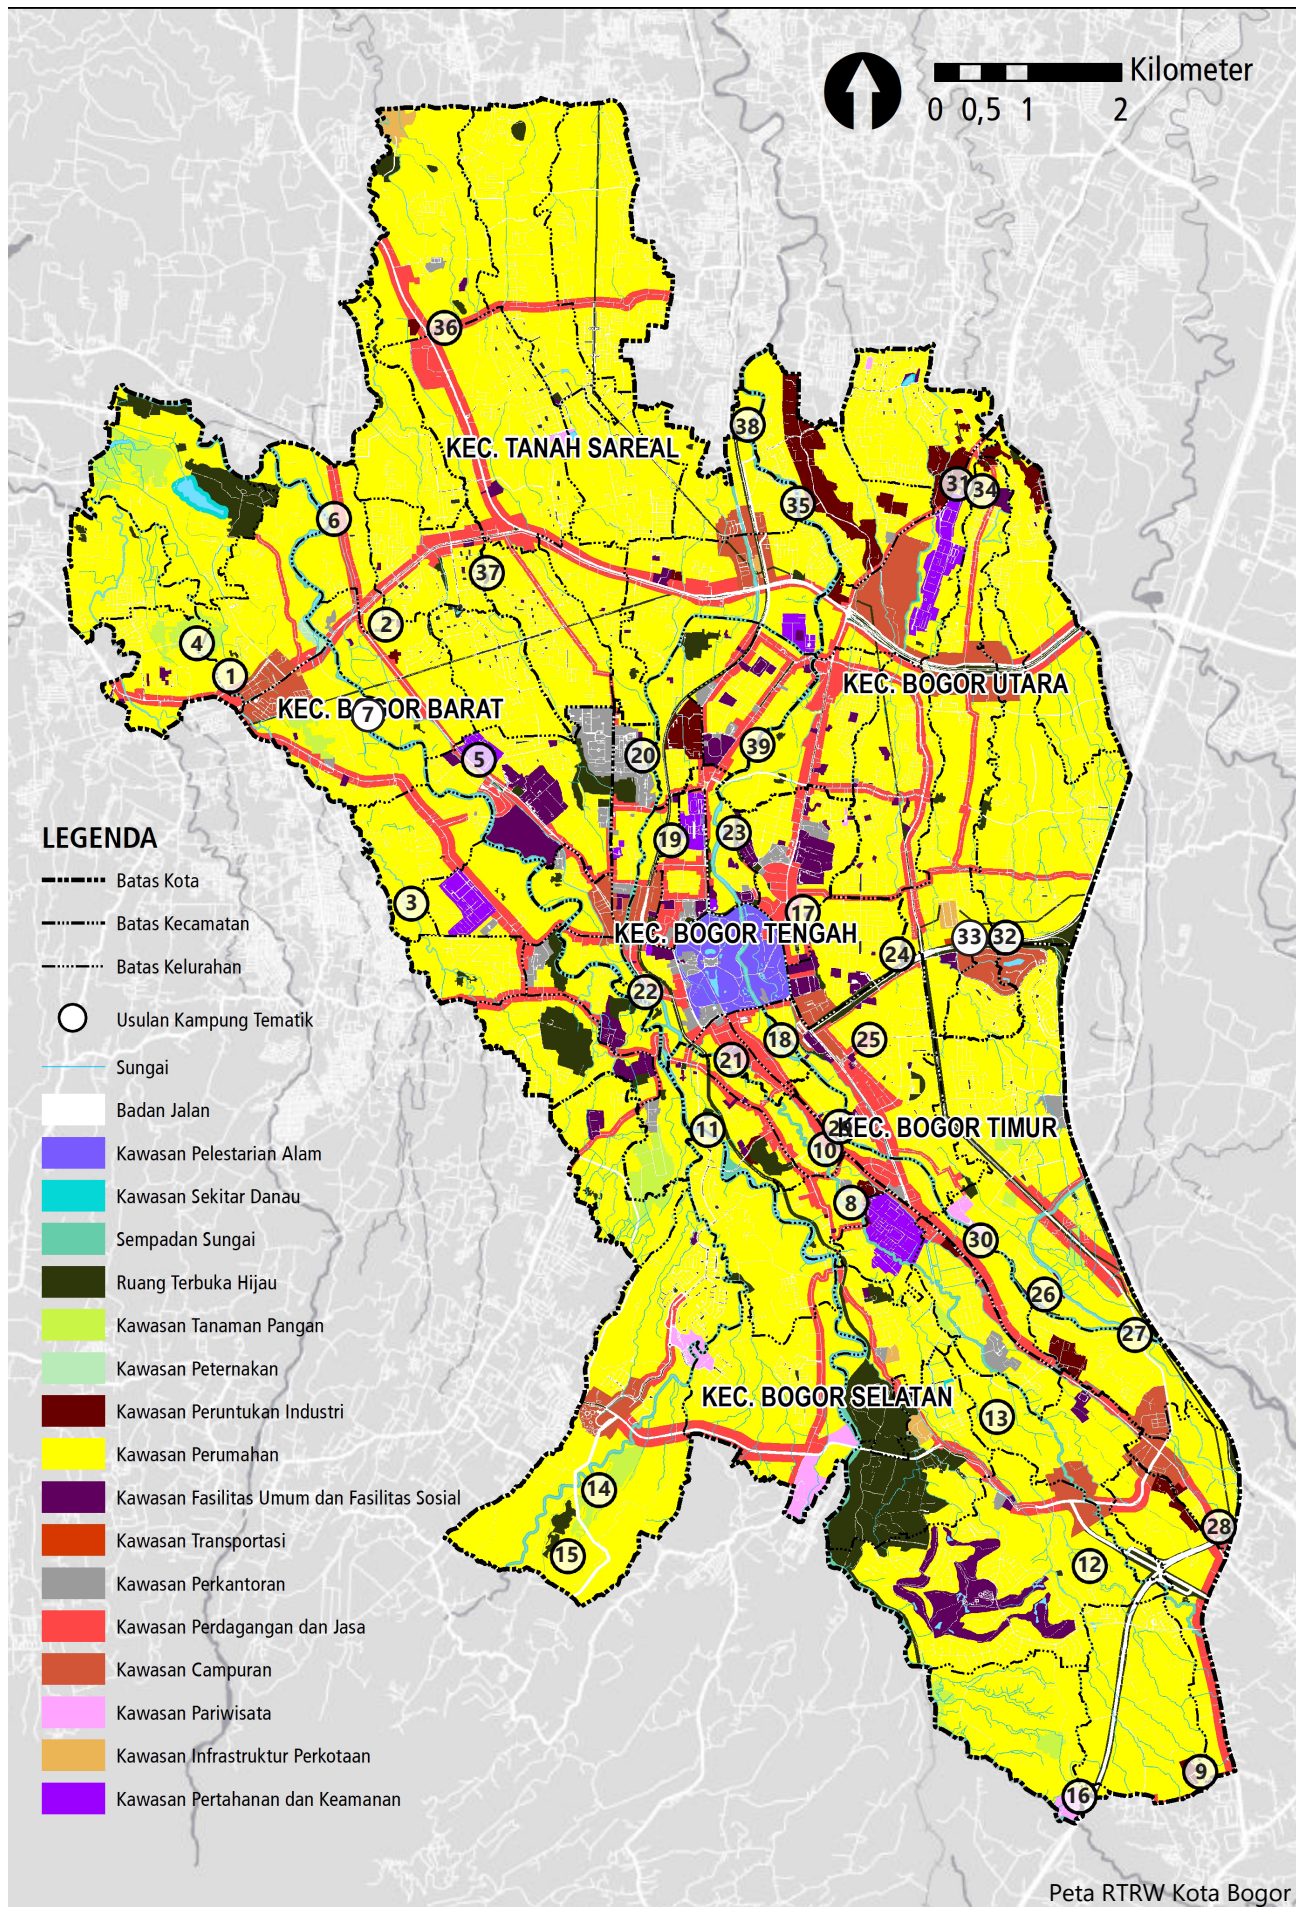 Kilometer
0 0,5 1 2
36
38
KEC. TANAH SAREAL
31
34
35
6
37
2
4
1
KEC. BOGOR UTARA
KEC. BOGOR BARAT
7
39
20
5
23
19
LEGENDA
Batas Kota
Batas Kecamatan
Batas Kelurahan
Usulan Kampung Tematik
Sungai
Badan Jalan
Kawasan Pelestarian Alam
Kawasan Sekitar Danau
Sempadan Sungai
Ruang Terbuka Hijau
Kawasan Tanaman Pangan
Kawasan Peternakan
Kawasan Peruntukan Industri
Kawasan Perumahan
Kawasan Fasilitas Umum dan Fasilitas Sosial
Kawasan Transportasi
Kawasan Perkantoran
Kawasan Perdagangan dan Jasa
Kawasan Campuran
Kawasan Pariwisata
Kawasan Infrastruktur Perkotaan
Kawasan Pertahanan dan Keamanan
3
17
KEC. BOGOR TENGAH
33
32
24
22
18
25
21
11
KEC. BOGOR TIMUR
10
8
30
26
27
KEC. BOGOR SELATAN
13
14
28
15
12
9
16
Peta RTRW Kota Bogor